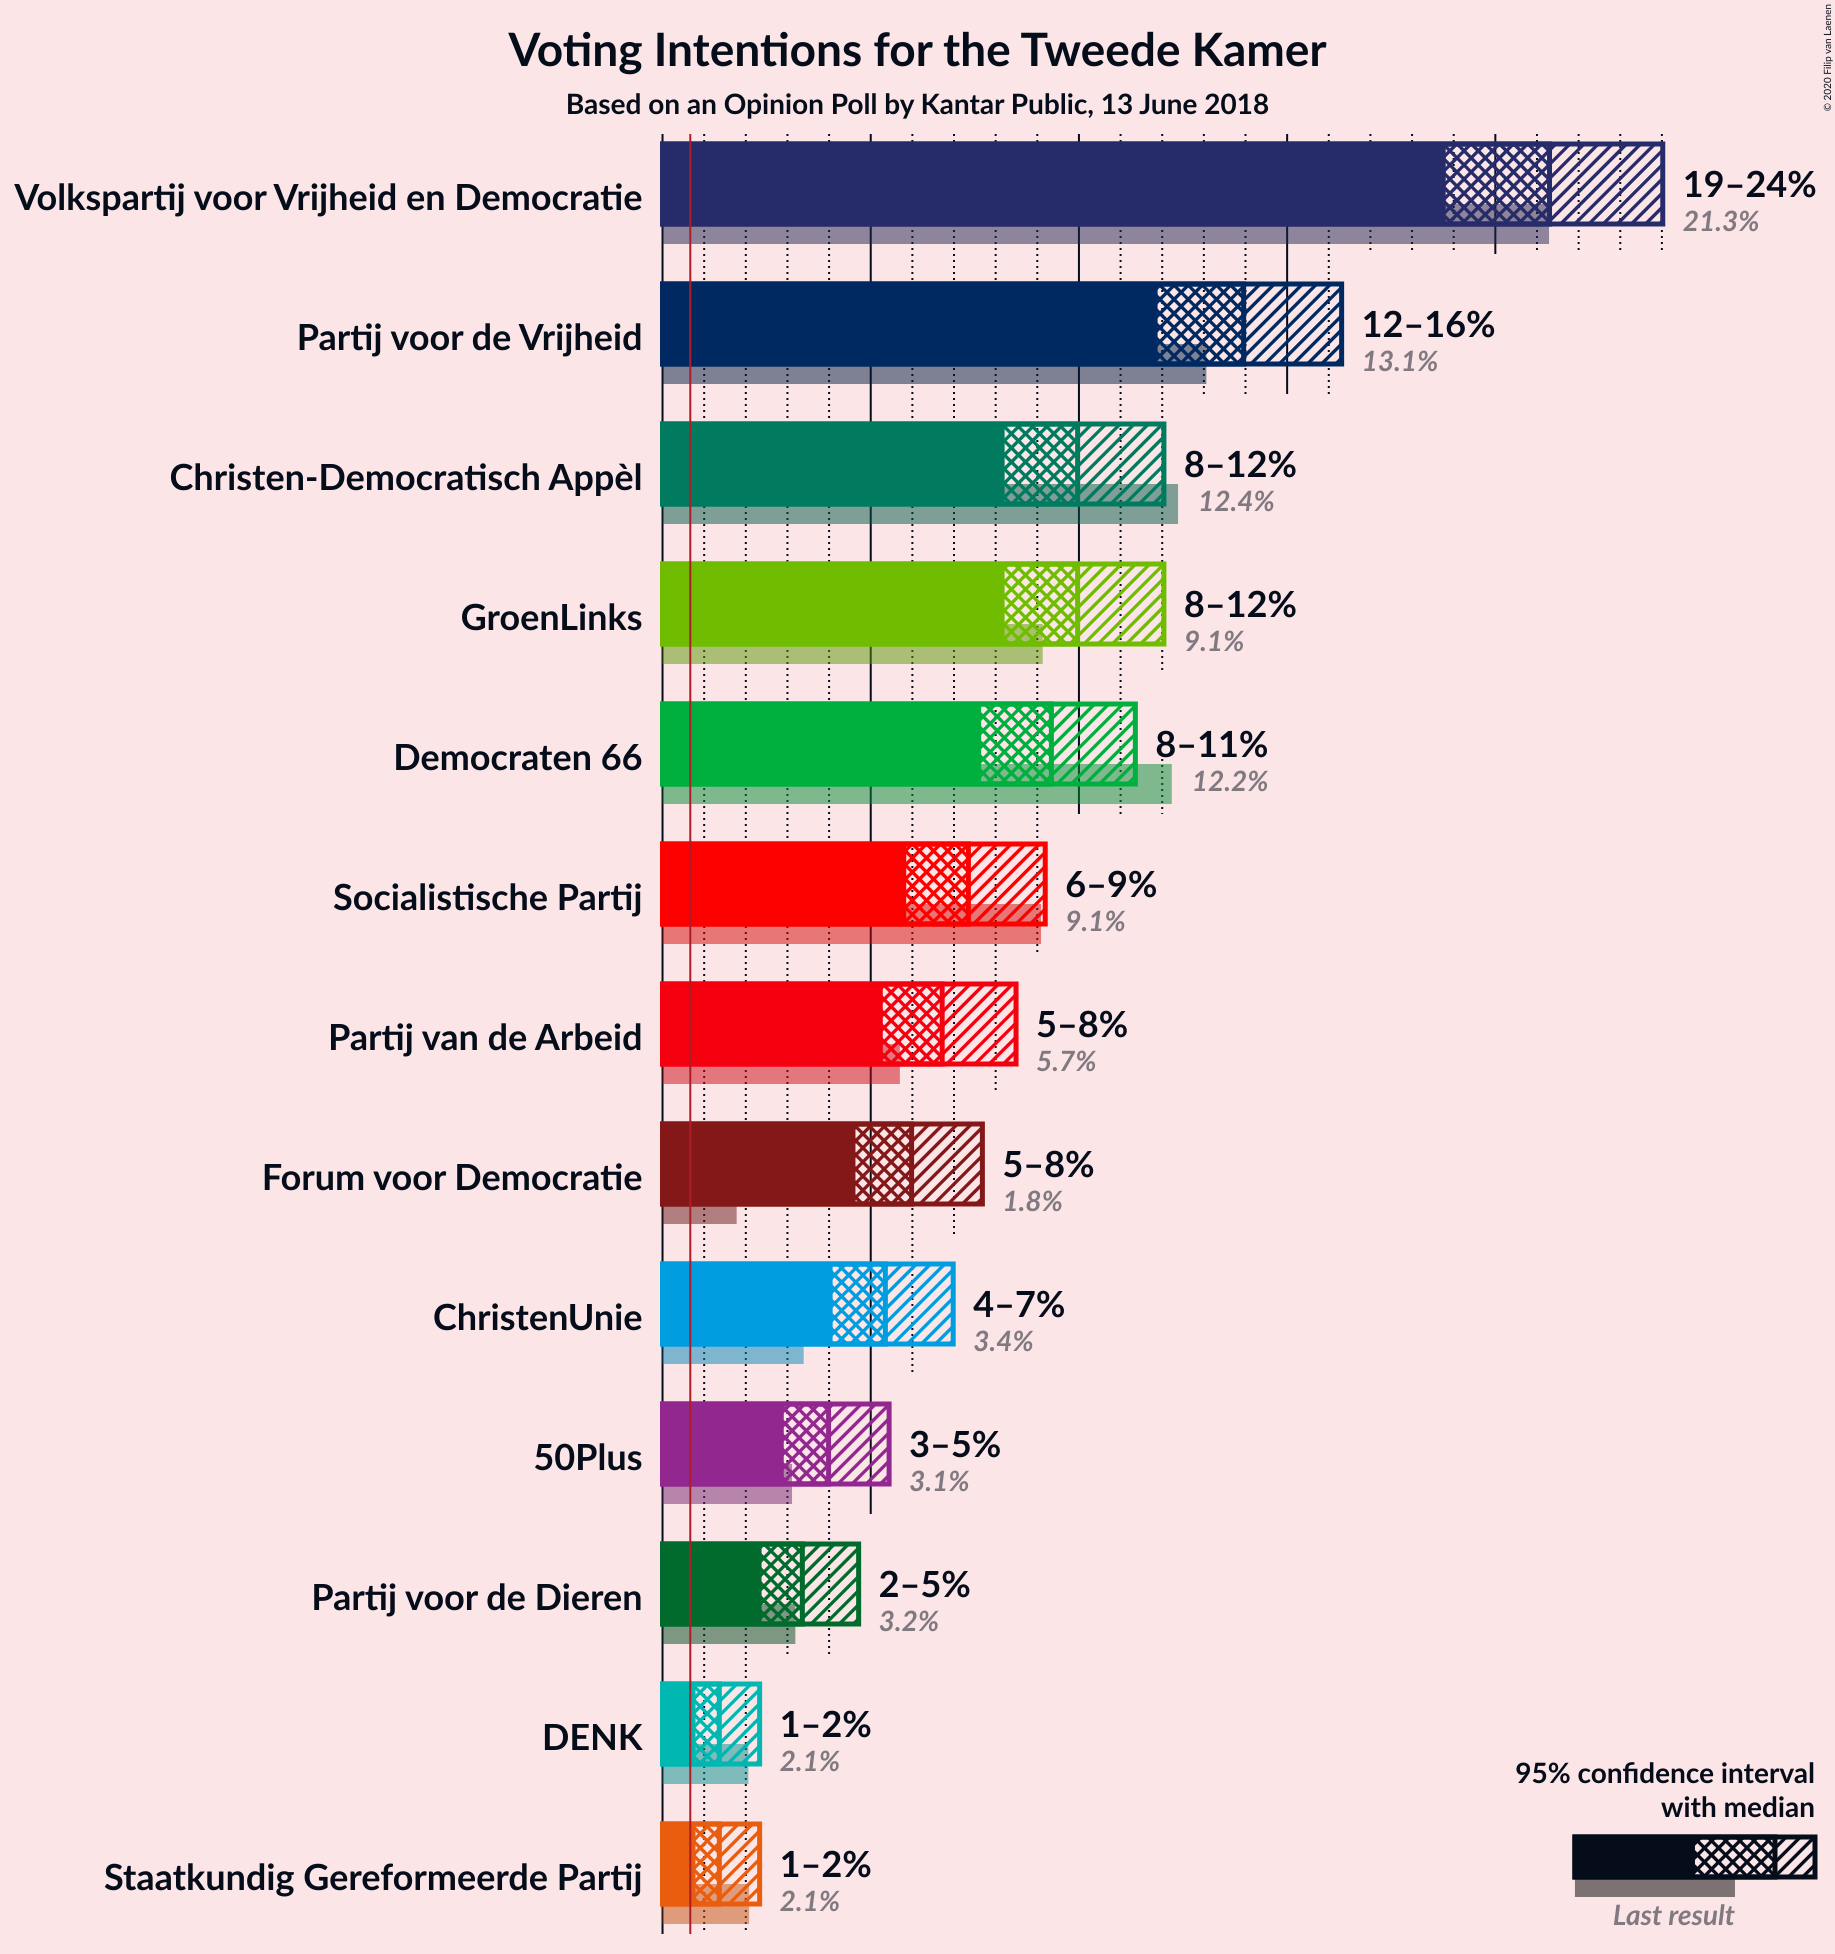 Voting Intentions for the Tweede Kamer
Based on an Opinion Poll by Kantar Public, 13 June 2018
© 2020 Filip van Laenen
Volkspartij voor Vrijheid en Democratie
19–24%
21.3%
Partij voor de Vrijheid
12–16%
13.1%
Christen-Democratisch Appèl
8–12%
12.4%
GroenLinks
8–12%
9.1%
Democraten 66
8–11%
12.2%
Socialistische Partij
6–9%
9.1%
Partij van de Arbeid
5–8%
5.7%
Forum voor Democratie
5–8%
1.8%
ChristenUnie
4–7%
3.4%
50Plus
3–5%
3.1%
Partij voor de Dieren
2–5%
3.2%
DENK
1–2%
2.1%
Staatkundig Gereformeerde Partij
1–2%
2.1%
95% confidence interval
with median
Last result